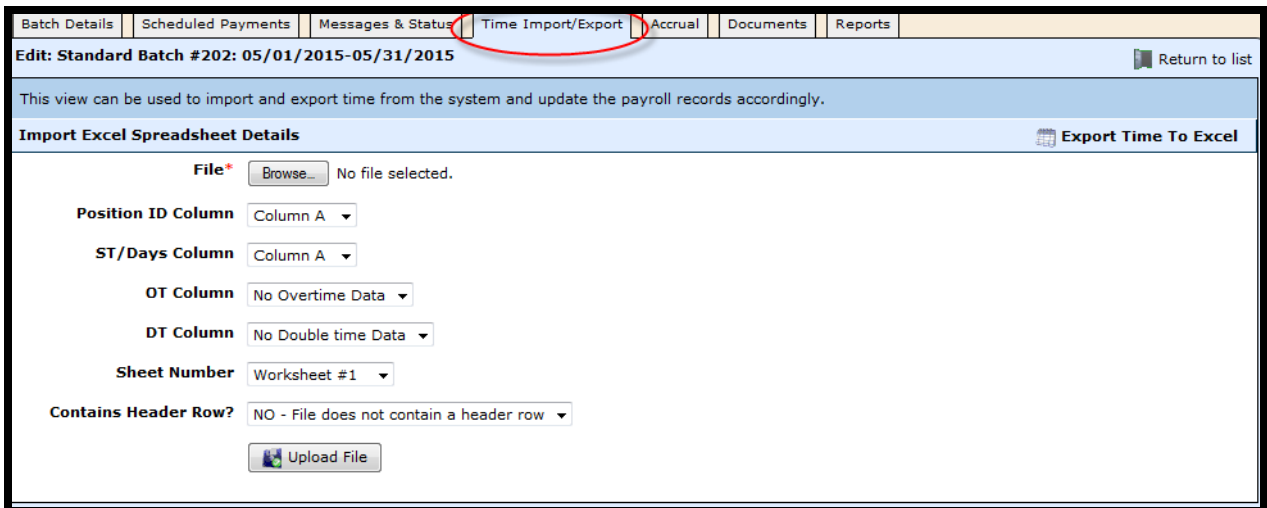 Batch Details Scheduled Payments Messages & Status Time Import/Export Accrual Documents Reports
Edit: Standard Batch #202: 05/01/2015-05/31/2015 Return to list
This view can be used to import and export time from the system and update the payroll records accordingly.
Import Excel Spreadsheet Details Export Time To Excel
File* Browse... No file selected.
Position ID Column Column A
ST/Days Column Column A
OT Column No Overtime Data
DT Column No Double time Data
Sheet Number Worksheet #1
Contains Header Row? NO - File does not contain a header row
Upload File